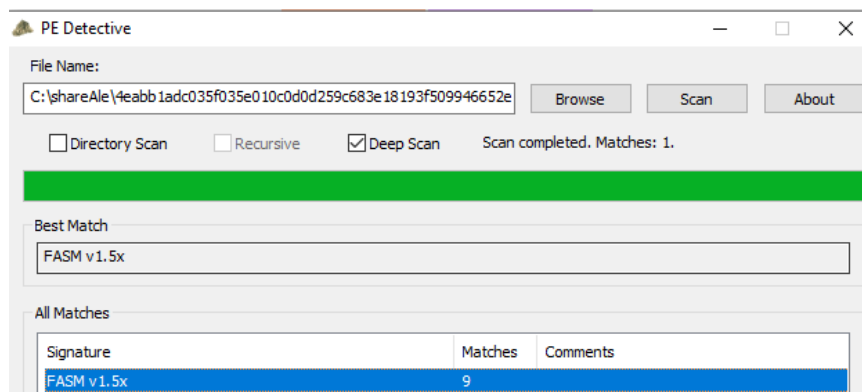 PE Detective
File Name:
C:\shareAle\4eabb1adc035f035e010c0d0d259c683e18193f509946652e
Browse
Scan
About
Directory Scan
Recursive
Deep Scan
Scan completed. Matches: 1.
Best Match
FASM v1.5x
All Matches
Signature Matches Comments
FASM v1.5x 9